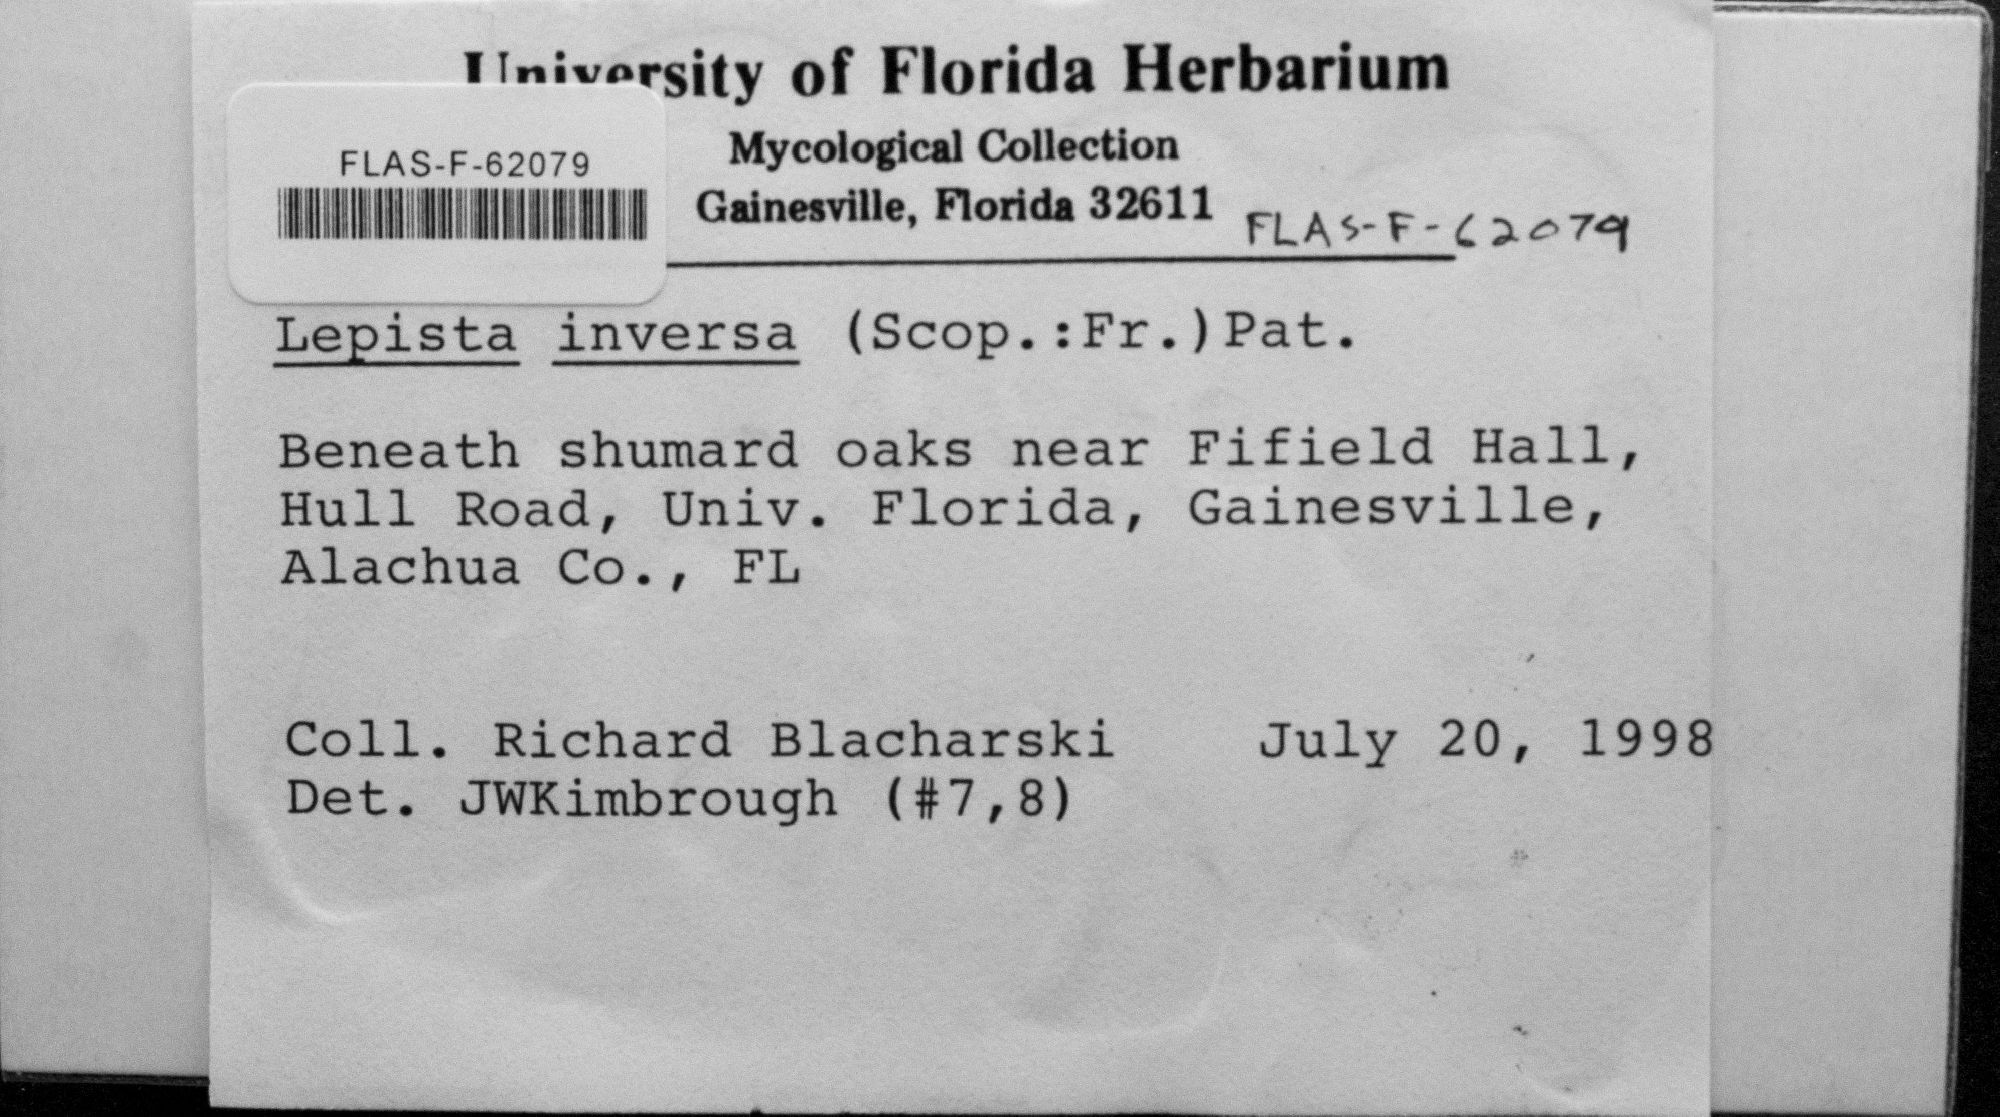 University of Florida Herbarium
FLAS-F-62079
Mycological Collection
Gainesville, Florida 32611
FLAS-F-62079
Lepista inversa (Scop.:Fr.)Pat.
Beneath shumard oaks near Fifield Hall,
Hull Road, Univ. Florida, Gainesville,
Alachua Co., FL
Coll. Richard Blacharski July 20, 1998
Det. JWKimbrough (#7,8)